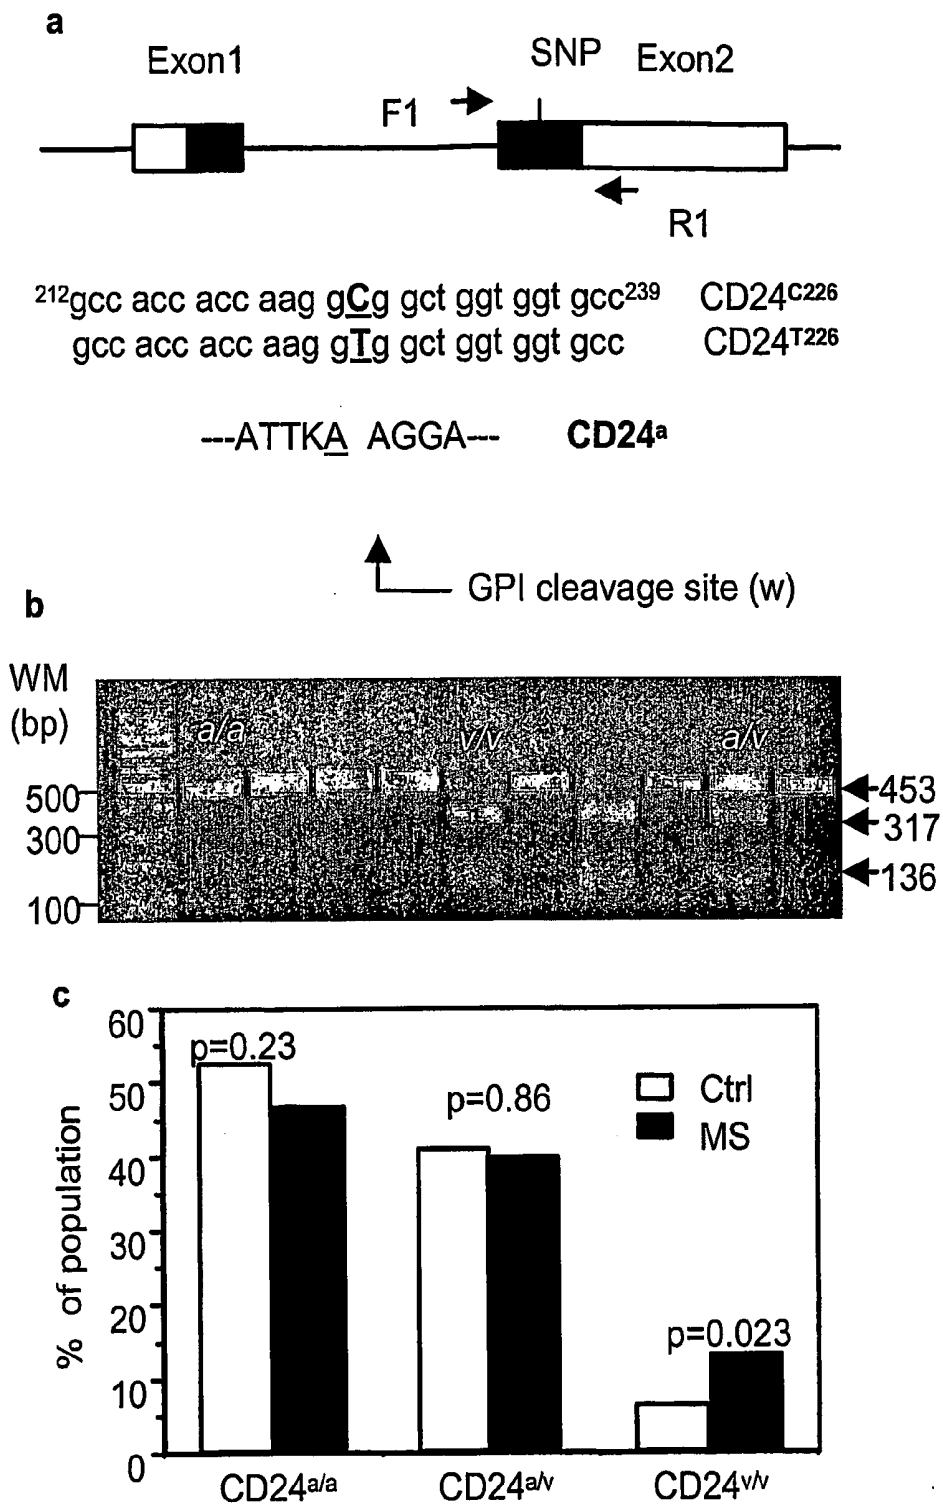 a
Exon1
SNP
Exon2
F1
R1
212gcc acc acc aag gCg gct ggt ggt gcc239 CD24C226
gcc acc acc aag gTg gct ggt ggt gcc CD24T226
---ATTKA AGGA--- CD24a
GPI cleavage site (w)
b
WM
(bp)
a/a v/v a/v
500
300
100
453
317
136
c
60
50
40
30
20
10
0
% of population
p=0.23
p=0.86
p=0.023
Ctrl
MS
CD24a/a CD24a/v CD24v/v